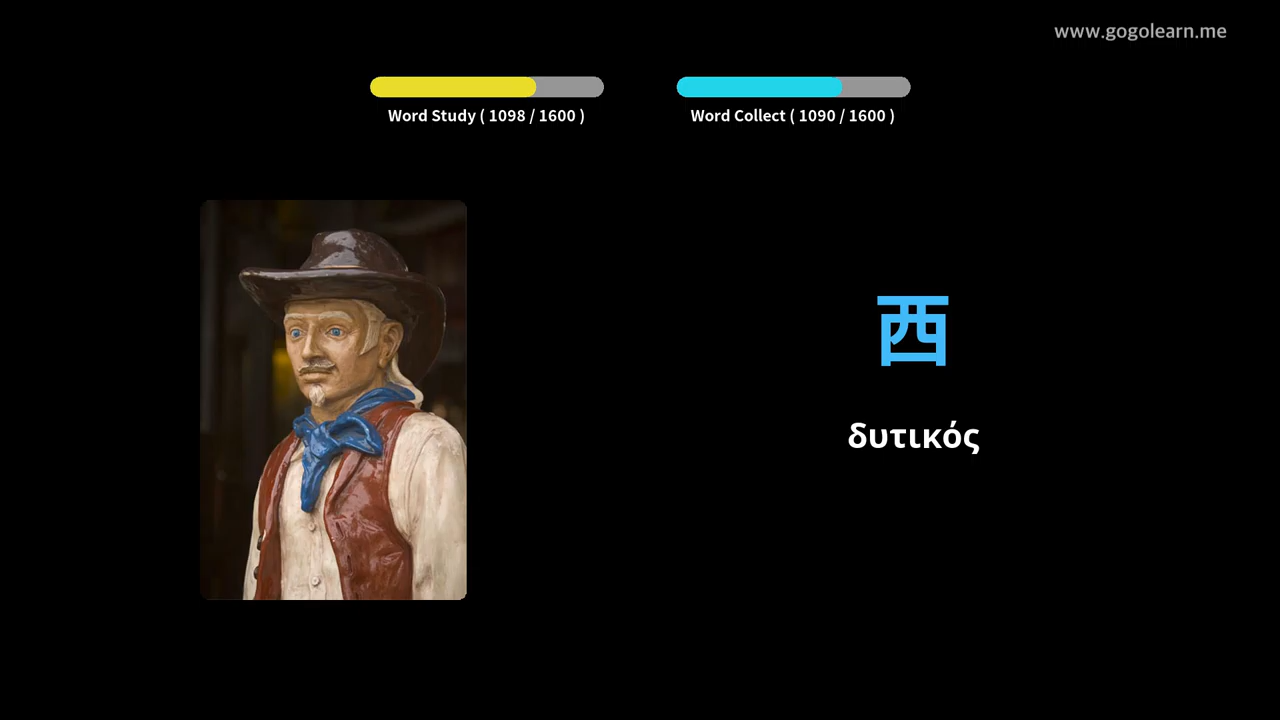 www.gogolearn.me
Word Study ( 1098 / 1600 )
Word Collect ( 1090 / 1600 )
西
δυτικός